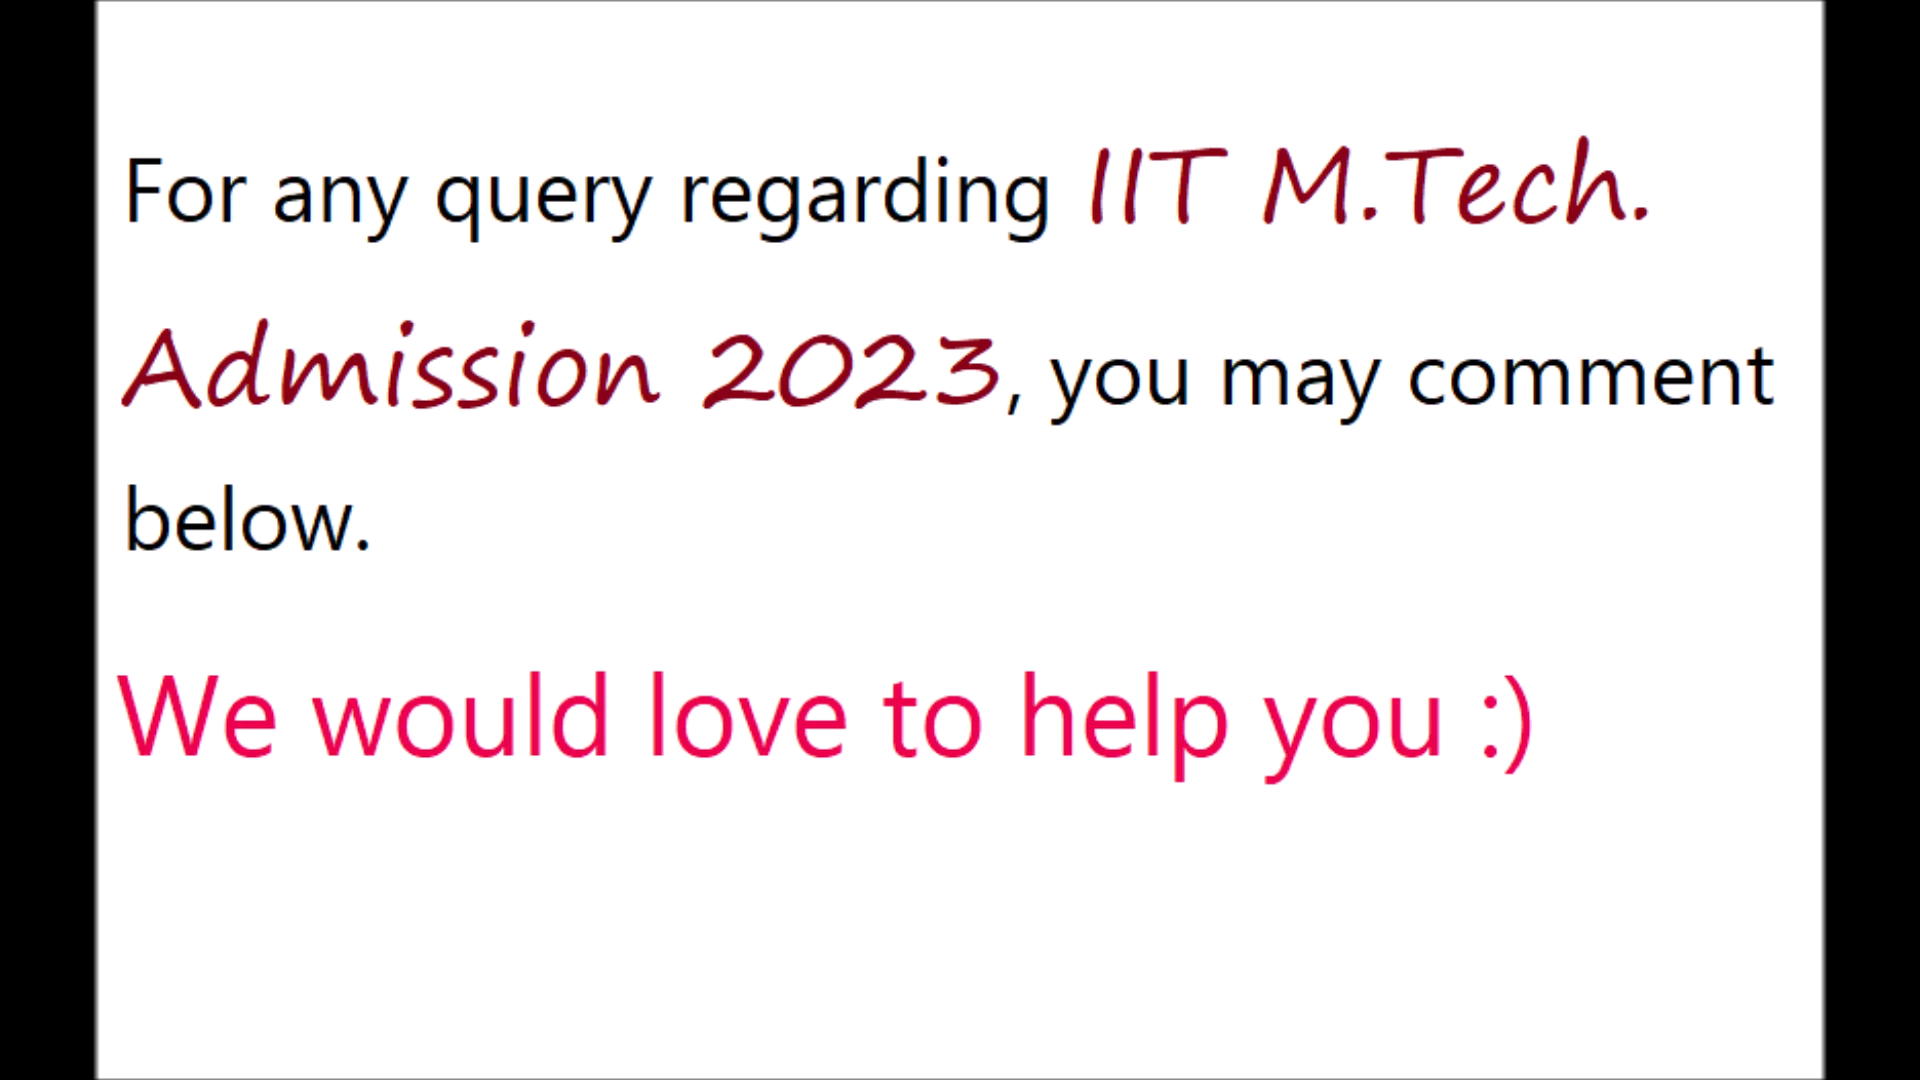 For any query regarding IIT M.Tech.
Admission 2023, you may comment
below.
We would love to help you :)